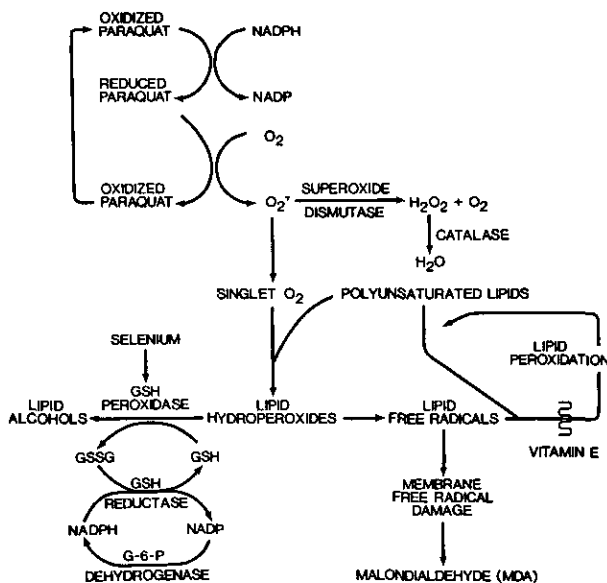 OXIDIZED
PARAQUAT
NADPH
REDUCED
PARAQUAT
NADP
O₂
OXIDIZED
PARAQUAT
O₂⁻
SUPEROXIDE
DISMUTASE
H₂O₂ + O₂
CATALASE
H₂O
SINGLET O₂
POLYUNSATURATED LIPIDS
SELENIUM
LIPID
PEROXIDATION
GSH
PEROXIDASE
LIPID
ALCOHOLS
LIPID
HYDROPEROXIDES
LIPID
FREE RADICALS
VITAMIN E
GSSG
GSH
GSH
REDUCTASE
NADPH
NADP
G-6-P
DEHYDROGENASE
MEMBRANE
FREE RADICAL
DAMAGE
MALONDIALDEHYDE (MDA)